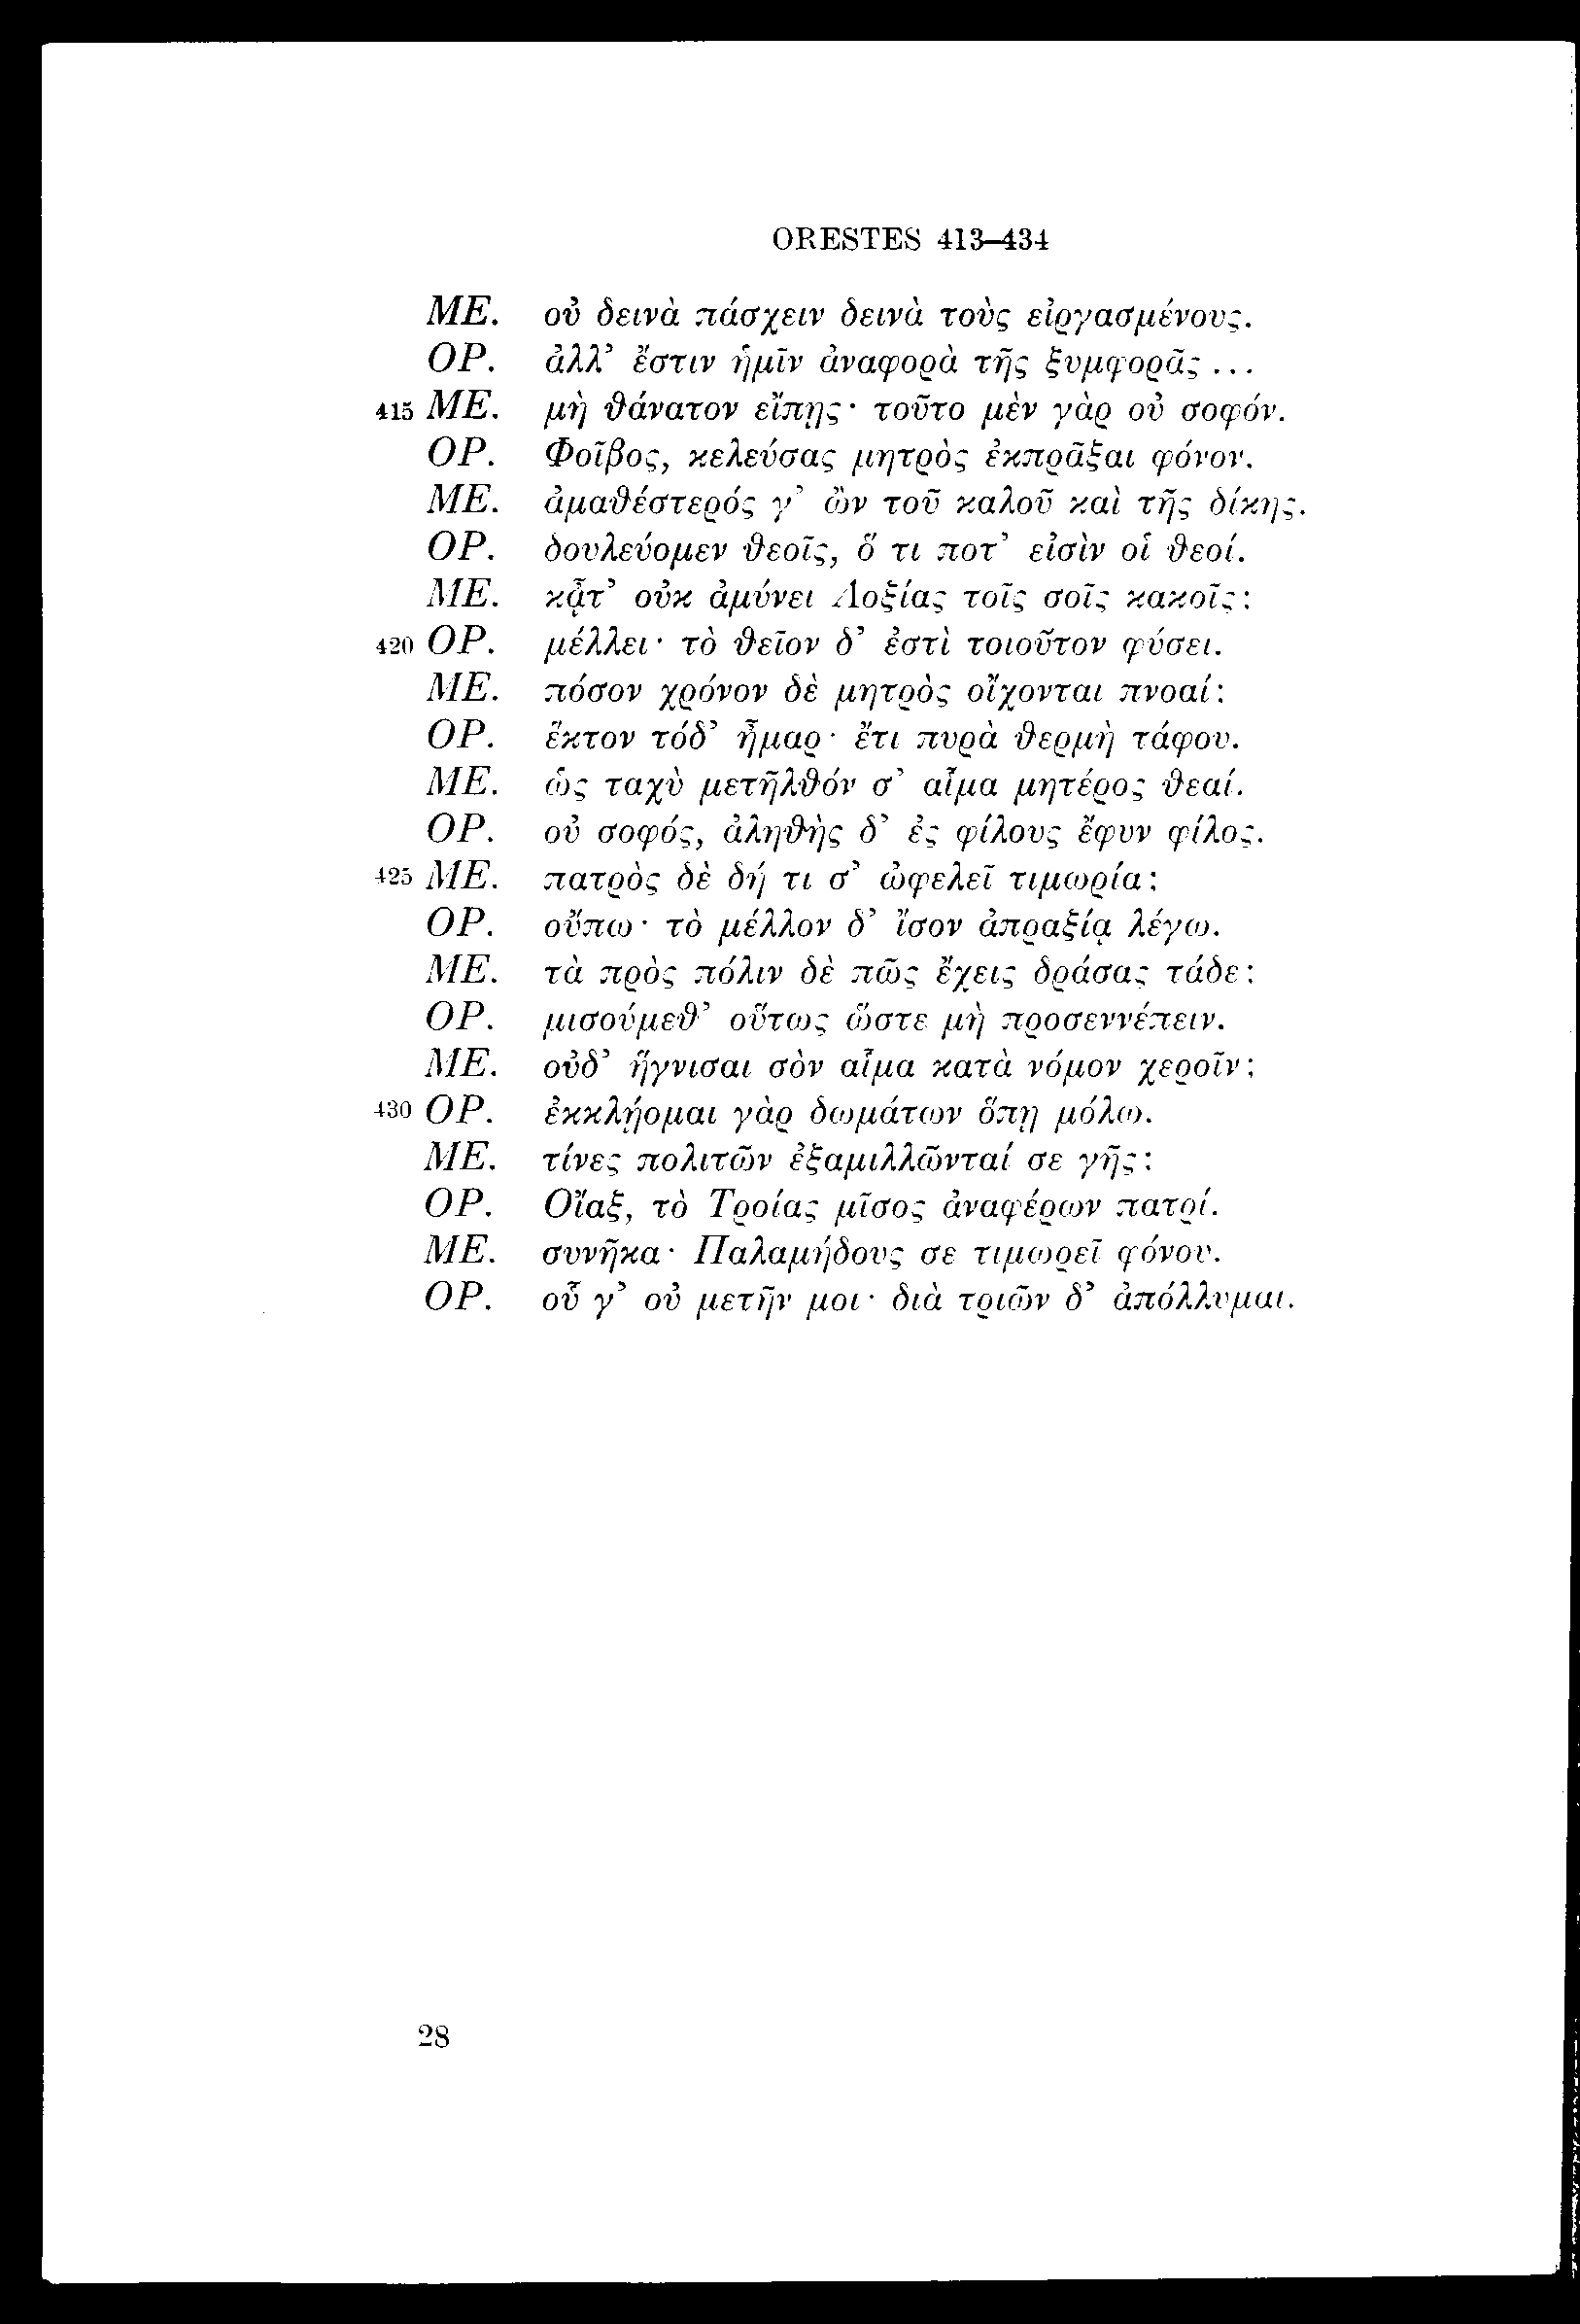 ORESTES 413–434
ΜΕ. οὐ δεινὰ πάσχειν δεινὰ τοὺς εἰργασμένους.
ΟΡ. ἀλλ’ ἔστιν ἡμῖν ἀναφορὰ τῆς ξυμφορᾶς ...
415 ΜΕ. μὴ θάνατον εἴπῃς· τοῦτο μὲν γὰρ οὐ σοφόν.
ΟΡ. Φοῖβος, κελεύσας μητρὸς ἐκπρᾶξαι φόνον.
ΜΕ. ἀμαθέστερός γ’ ὢν τοῦ καλοῦ καὶ τῆς δίκης.
ΟΡ. δουλεύομεν θεοῖς, ὅ τι ποτ’ εἰσὶν οἱ θεοί.
ΜΕ. κᾆτ’ οὐκ ἀμύνει Λοξίας τοῖς σοῖς κακοῖς;
420 ΟΡ. μέλλει· τὸ θεῖον δ’ ἐστὶ τοιοῦτον φύσει.
ΜΕ. πόσον χρόνον δὲ μητρὸς οἴχονται πνοαί;
ΟΡ. ἕκτον τόδ’ ἦμαρ· ἔτι πυρὰ θερμὴ τάφου.
ΜΕ. ὡς ταχὺ μετῆλθόν σ’ αἷμα μητέρος θεαί.
ΟΡ. οὐ σοφός, ἀληθὴς δ’ ἐς φίλους ἔφυν φίλος.
425 ΜΕ. πατρὸς δὲ δή τι σ’ ὠφελεῖ τιμωρία;
ΟΡ. οὔπω· τὸ μέλλον δ’ ἴσον ἀπραξίᾳ λέγω.
ΜΕ. τὰ πρὸς πόλιν δὲ πῶς ἔχεις δράσας τάδε;
ΟΡ. μισούμεθ’ οὕτως ὥστε μὴ προσεννέπειν.
ΜΕ. οὐδ’ ἥγνισαι σὸν αἷμα κατὰ νόμον χεροῖν;
430 ΟΡ. ἐκκλῄομαι γὰρ δωμάτων ὅπῃ μόλω.
ΜΕ. τίνες πολιτῶν ἐξαμιλλῶνταί σε γῆς;
ΟΡ. Οἴαξ, τὸ Τροίας μῖσος ἀναφέρων πατρί.
ΜΕ. συνῆκα· Παλαμήδους σε τιμωρεῖ φόνου.
ΟΡ. οὗ γ’ οὐ μετῆν μοι· διὰ τριῶν δ’ ἀπόλλυμαι.
28